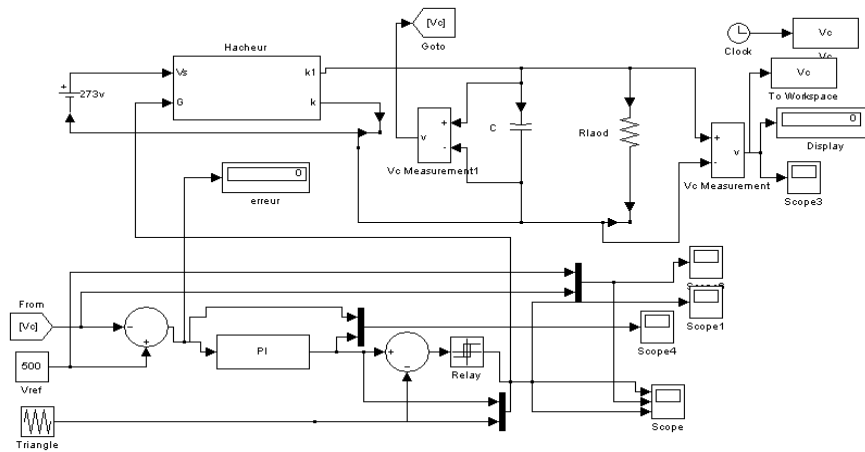 [Vc]
Goto
Clock
Vc
Vc
Hacheur
Vs
k1
G
k
273v
+
v
+
-
Vc Measurement1
C
Rlaod
+
-
v
Vc Measurement
Vc
To Workspace
0
Display
Scope3
0
erreur
Scope1
Scope4
From
[Vc]
-
+
500
Vref
PI
+
-
Relay
Scope
Triangle